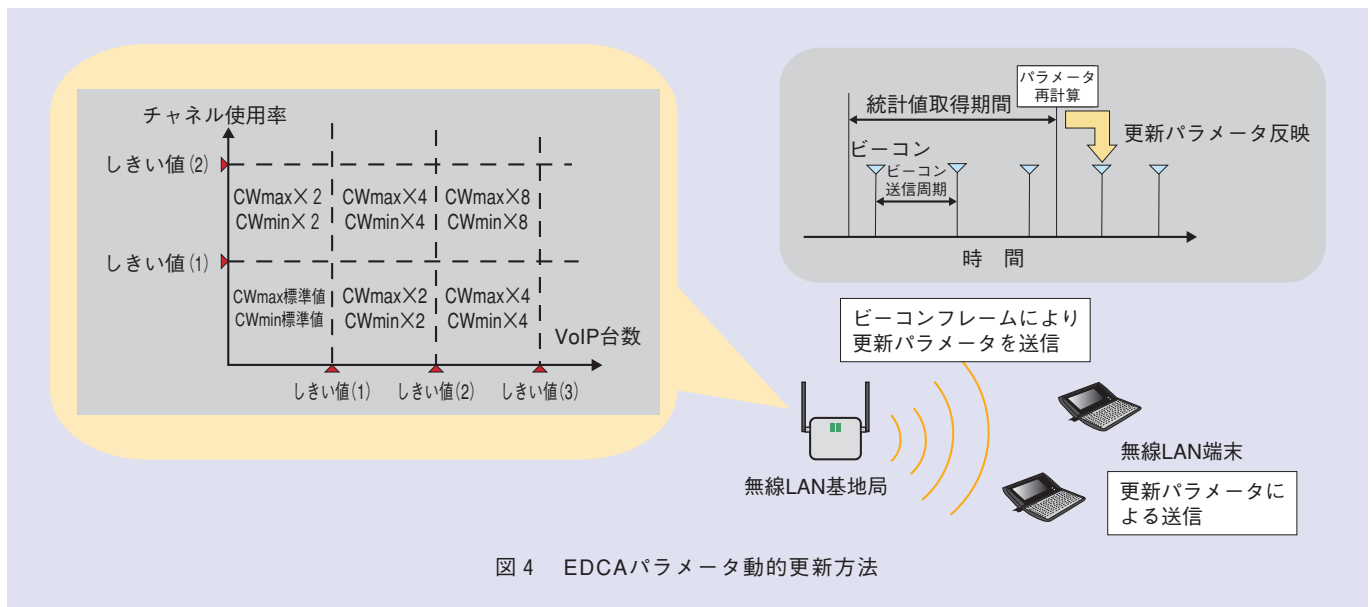 チャネル使用率
しきい値(2)
CWmax×2
CWmin×2
CWmax×4
CWmin×4
CWmax×8
CWmin×8
しきい値(1)
CWmax標準値
CWmin標準値
CWmax×2
CWmin×2
CWmax×4
CWmin×4
VoIP台数
しきい値(1)
しきい値(2)
しきい値(3)
パラメータ
再計算
統計値取得期間
更新パラメータ反映
ビーコン
ビーコン
送信周期
時 間
ビーコンフレームにより
更新パラメータを送信
無線LAN基地局
無線LAN端末
更新パラメータに
よる送信
図4 EDCAパラメータ動的更新方法